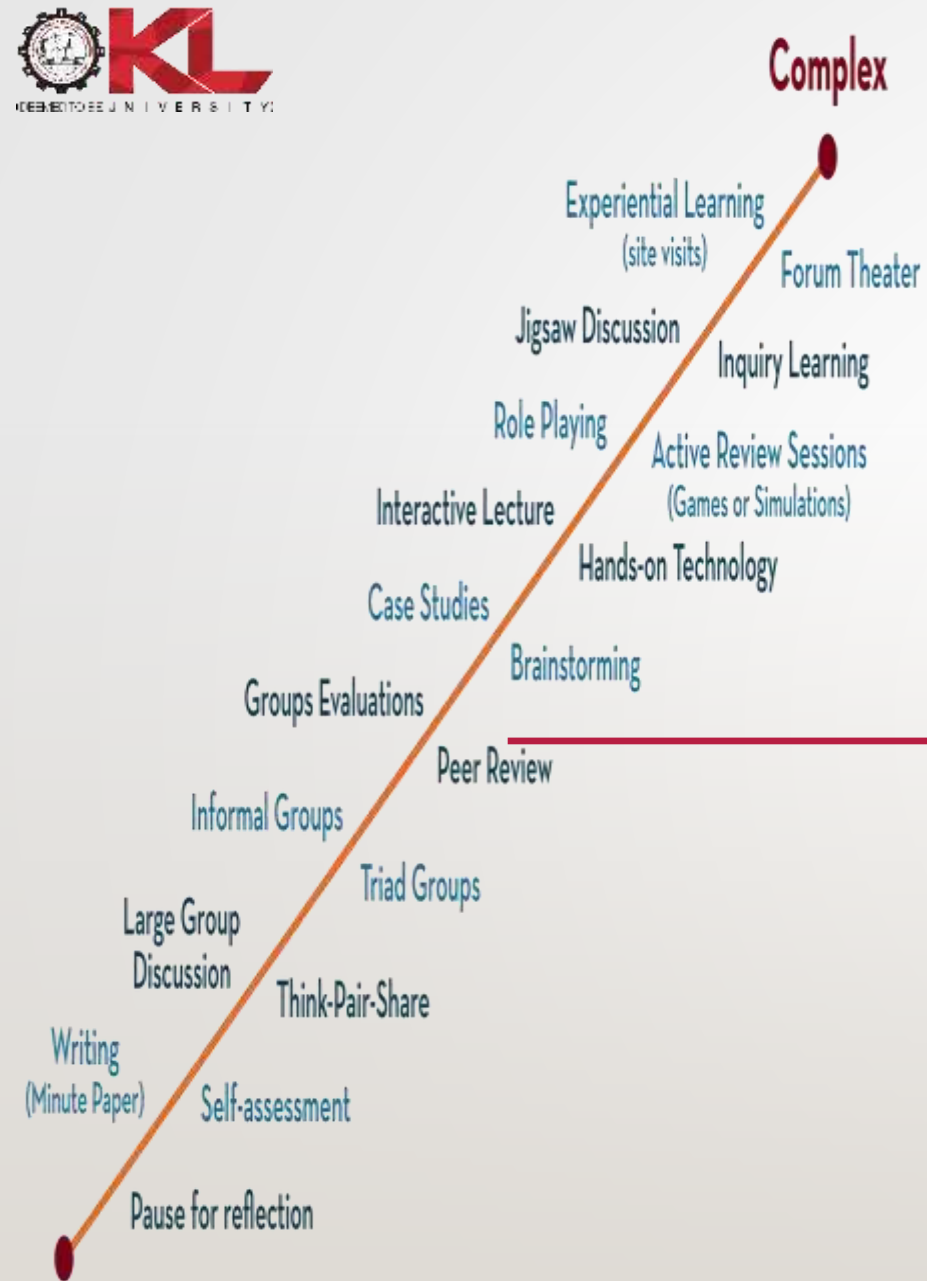 KL
Complex
Experiential Learning
(site visits)
Forum Theater
Jigsaw Discussion
Inquiry Learning
Role Playing
Active Review Sessions
(Games or Simulations)
Interactive Lecture
Hands-on Technology
Case Studies
Brainstorming
Groups Evaluations
Peer Review
Informal Groups
Triad Groups
Large Group
Discussion
Think-Pair-Share
Writing
(Minute Paper)
Self-assessment
Pause for reflection